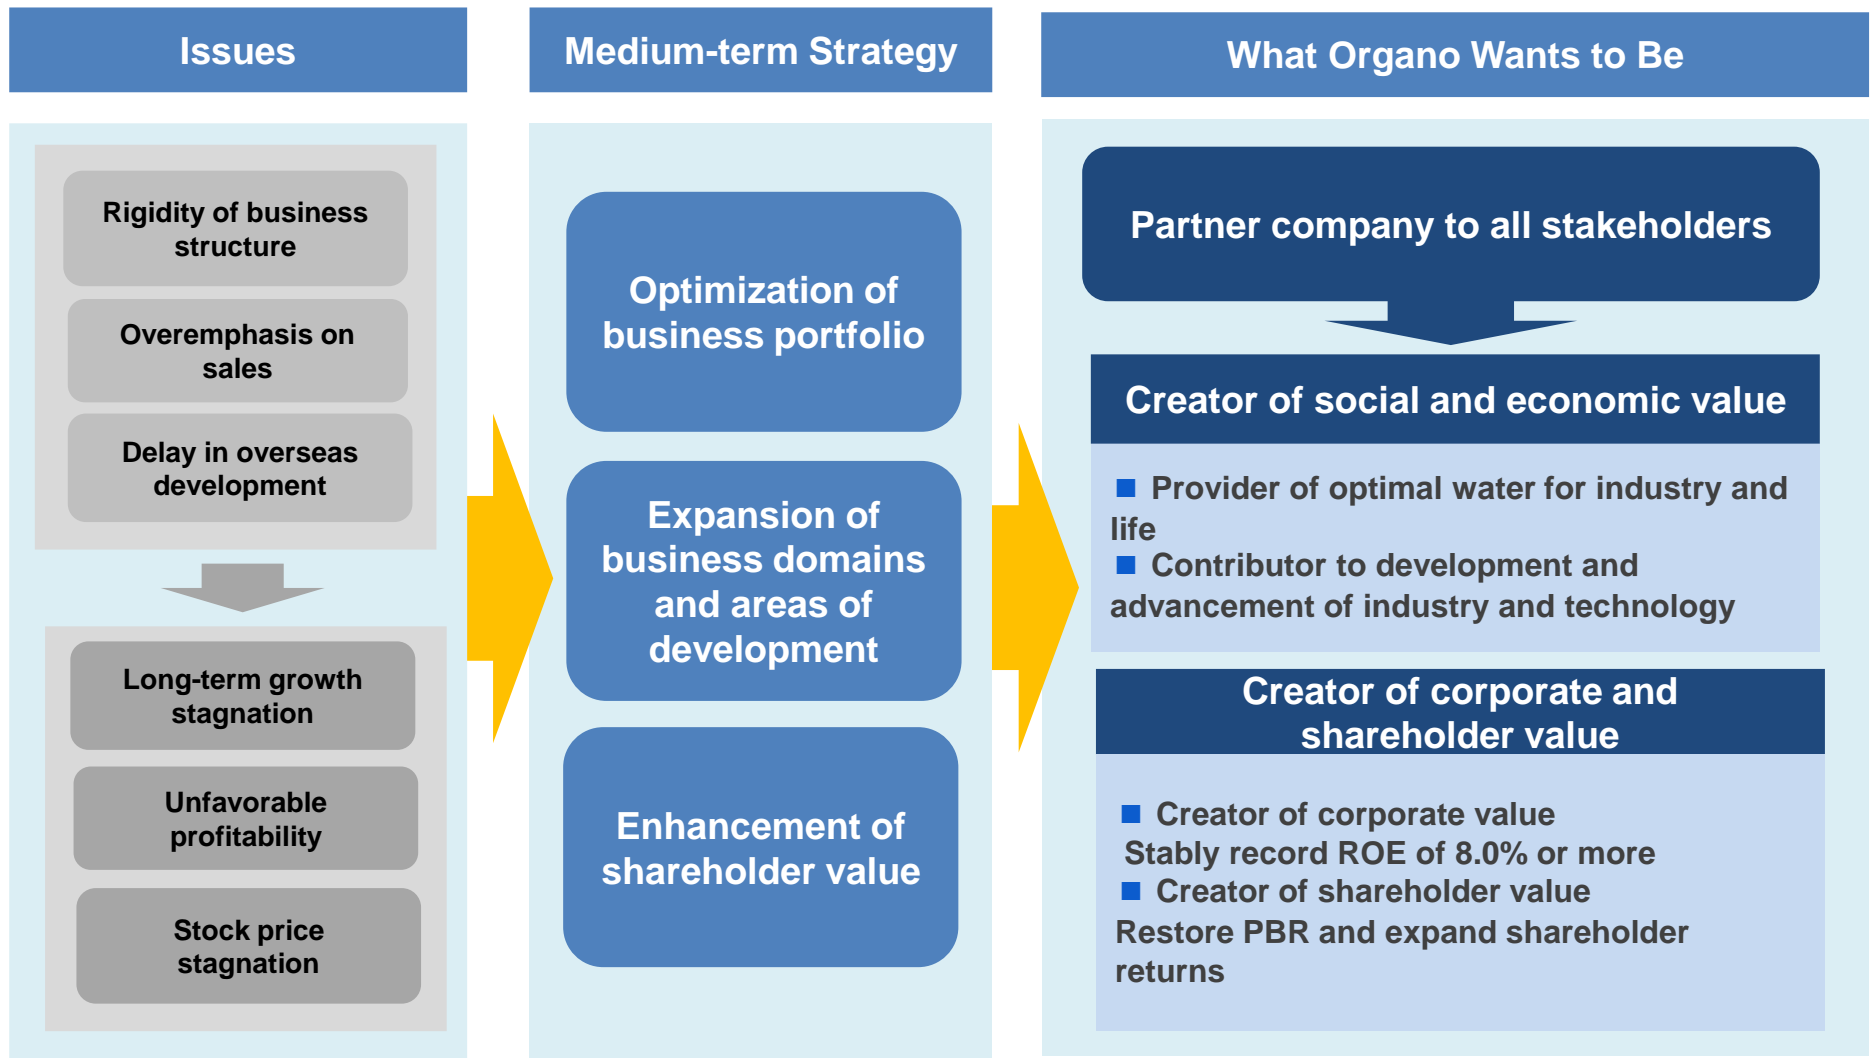 Issues
Rigidity of business
structure
Overemphasis on
sales
Delay in overseas
development
Long-term growth
stagnation
Unfavorable
profitability
Stock price
stagnation
Medium-term Strategy
Optimization of
business portfolio
Expansion of
business domains
and areas of
development
Enhancement of
shareholder value
What Organo Wants to Be
Partner company to all stakeholders
Creator of social and economic value
■ Provider of optimal water for industry and
life
■ Contributor to development and
advancement of industry and technology
Creator of corporate and
shareholder value
■ Creator of corporate value
Stably record ROE of 8.0% or more
■ Creator of shareholder value
Restore PBR and expand shareholder
returns